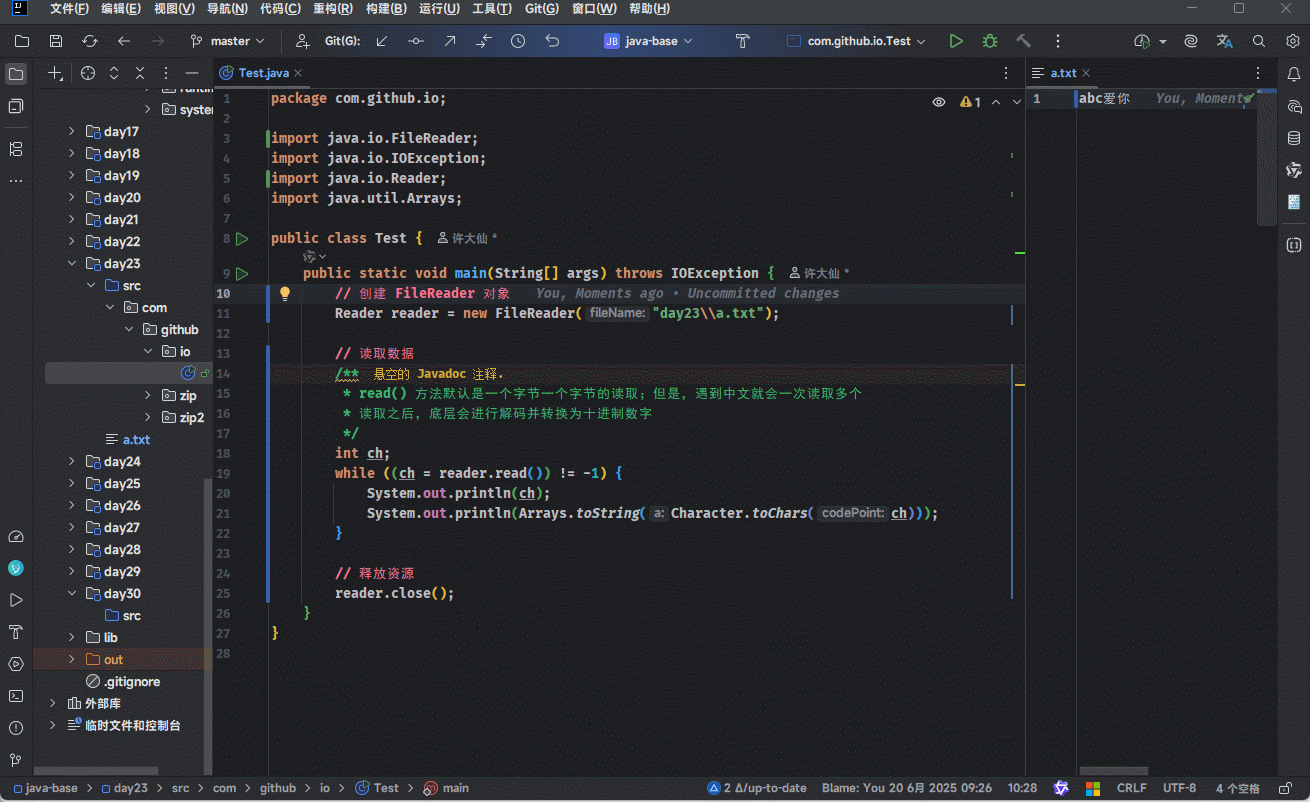 文件(F) 编辑(E) 视图(V) 导航(N) 代码(C) 重构(R) 构建(B) 运行(U) 工具(T) Git(G) 窗口(W) 帮助(H)
master Git(G): JB java-base com.github.io.Test
Test.java a.txt
syste
day17
day18
day19
day20
day21
day22
day23
src
com
github
io
zip
zip2
a.txt
day24
day25
day26
day27
day28
day29
day30
src
lib
out
.gitignore
外部库
临时文件和控制台
1 package com.github.io;
2
3 import java.io.FileReader;
4 import java.io.IOException;
5 import java.io.Reader;
6 import java.util.Arrays;
7
8 public class Test { 许大仙 *
9 public static void main(String[] args) throws IOException { 许大仙 *
10 // 创建 FileReader 对象 You, Moments ago • Uncommitted changes
11 Reader reader = new FileReader( fileName: "day23\\a.txt");
12
13 // 读取数据
14 /** 悬空的 Javadoc 注释.
15 * read() 方法默认是一个字节一个字节的读取；但是，遇到中文就会一次读取多个
16 * 读取之后，底层会进行解码并转换为十进制数字
17 */
18 int ch;
19 while ((ch = reader.read()) != -1) {
20 System.out.println(ch);
21 System.out.println(Arrays.toString( a: Character.toChars( codePoint: ch)));
22 }
23
24 // 释放资源
25 reader.close();
26 }
27 }
28
1
1 abc爱你 You, Moments
java-base > day23 > src > com > github > io > Test > main
2 Δ/up-to-date Blame: You 20 6月 2025 09:26 10:28 CRLF UTF-8 4 个空格